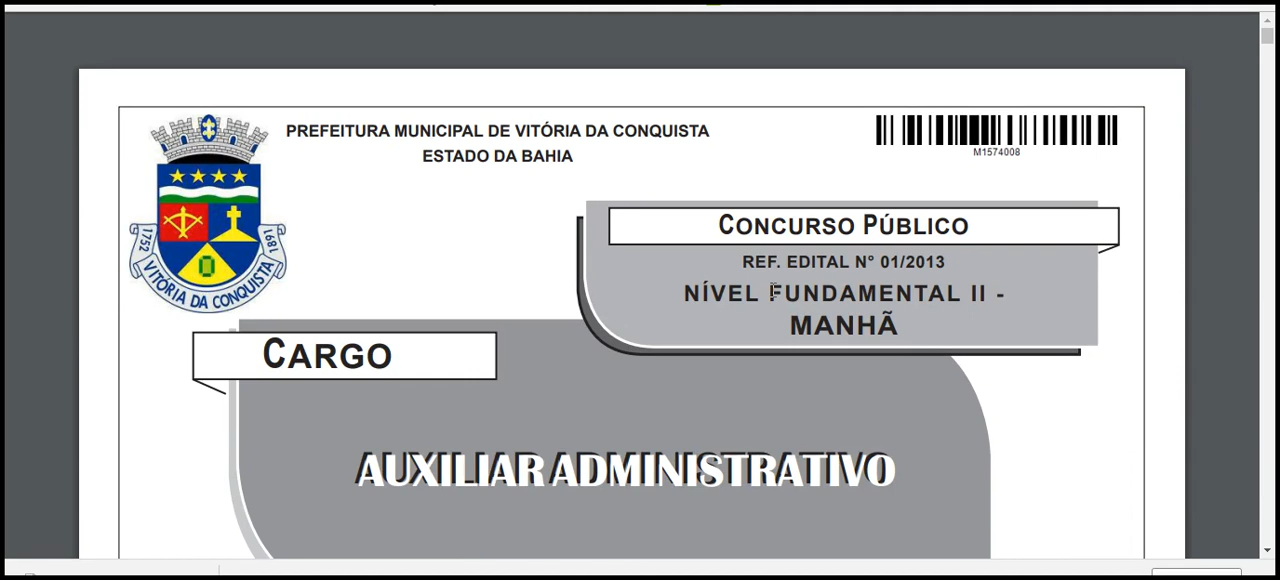 PREFEITURA MUNICIPAL DE VITÓRIA DA CONQUISTA
ESTADO DA BAHIA
M1574008
1752
1891
VITÓRIA DA CONQUISTA
CONCURSO PÚBLICO
REF. EDITAL N° 01/2013
NÍVEL FUNDAMENTAL II -
MANHÃ
CARGO
AUXILIAR ADMINISTRATIVO